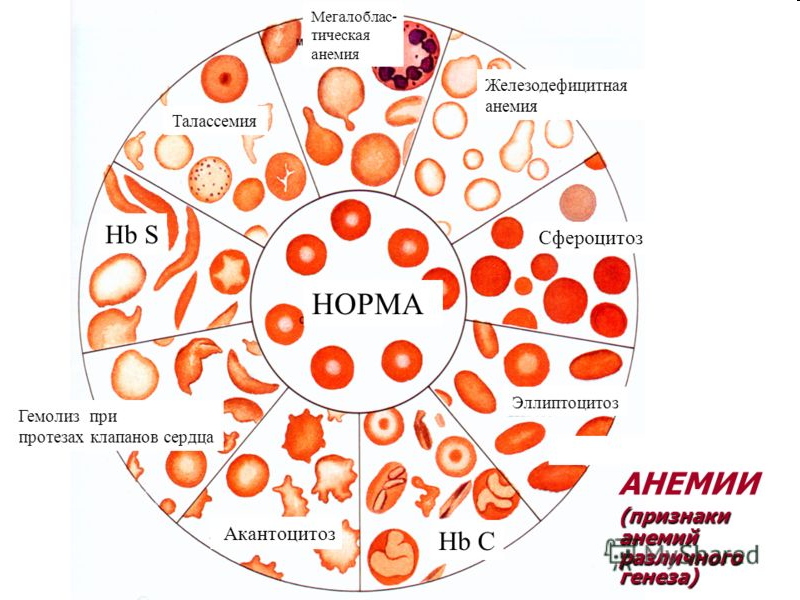 Мегалоблас-
тическая
анемия
Железодефицитная
анемия
Талассемия
Hb S
Сфероцитоз
НОРМА
Эллиптоцитоз
Гемолиз при
протезах клапанов сердца
Акантоцитоз
Hb C
АНЕМИИ
(признаки
анемий
различного
генеза)
MyShared